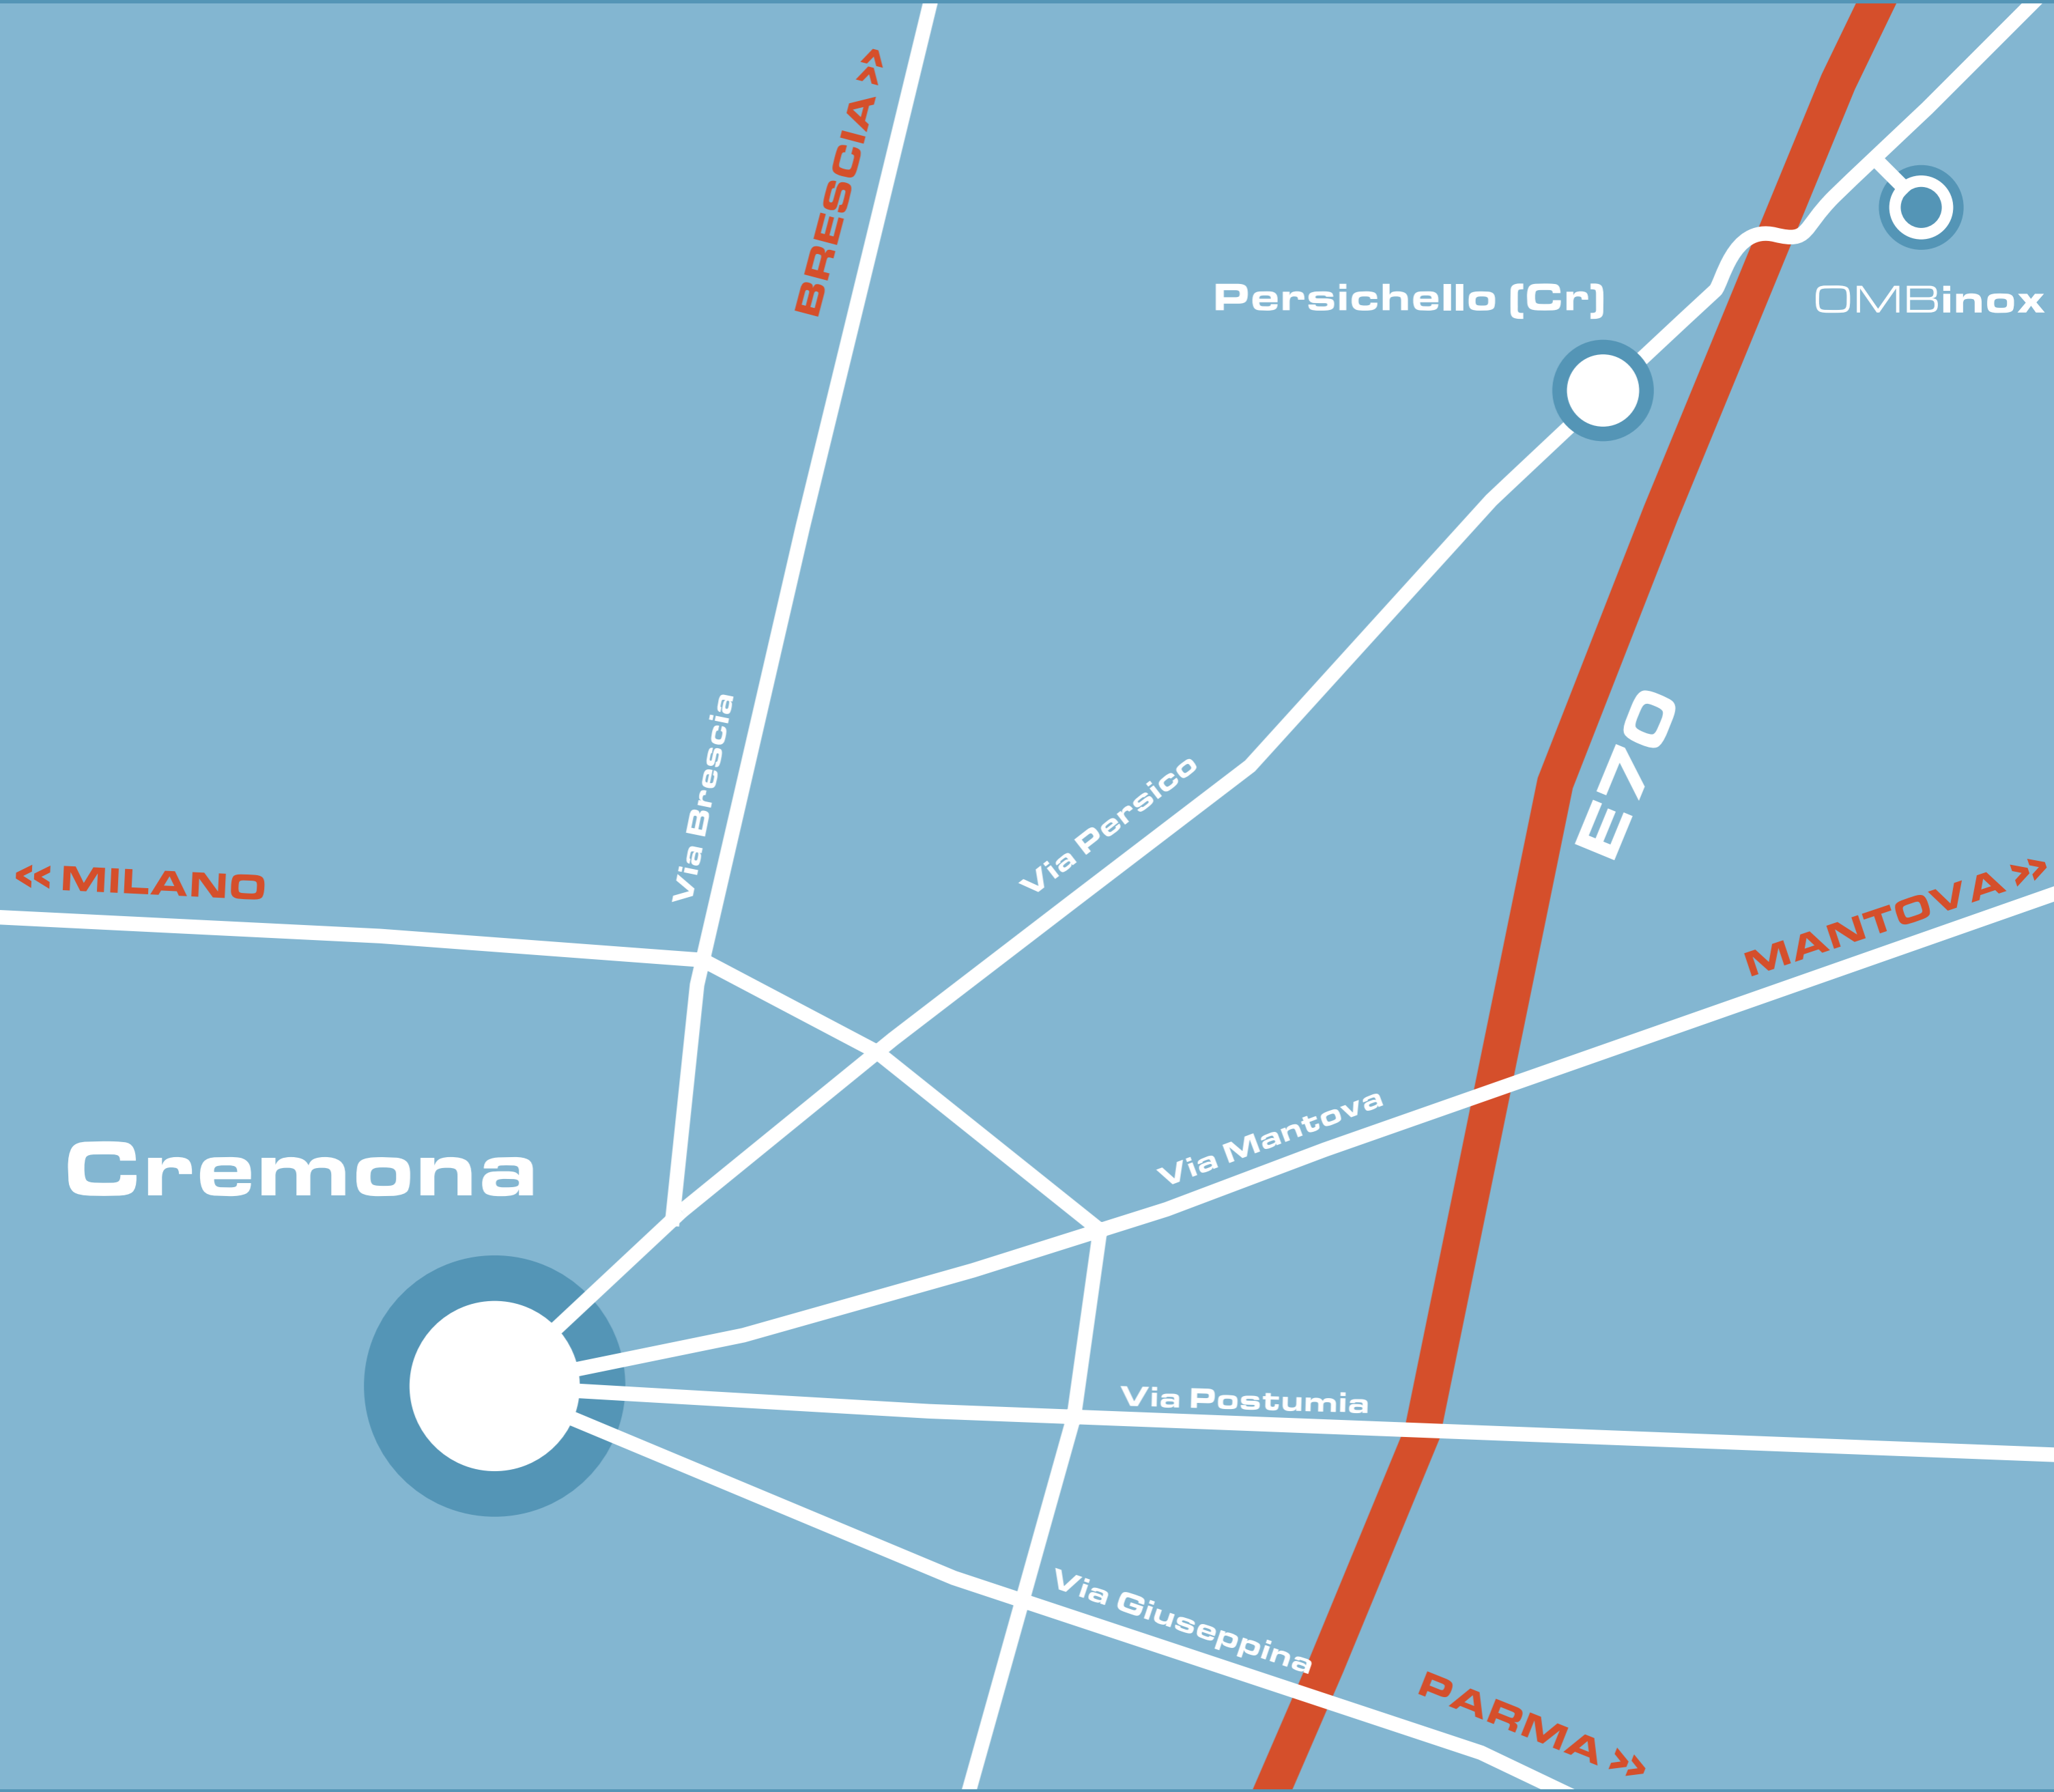 BRESCIA »
Persichello (Cr)
OMBinox
Via Brescia
Via Persico
E70
« MILANO
MANTOVA »
Via Mantova
Cremona
Via Postumia
Via Giuseppina
PARMA »